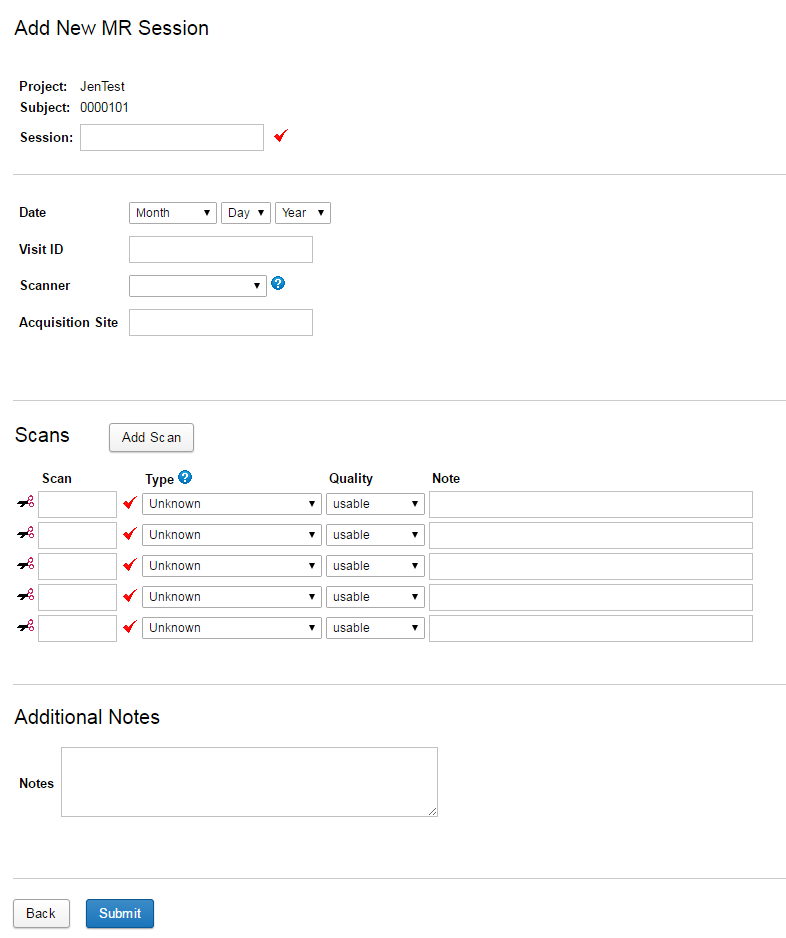 Add New MR Session
Project: JenTest
Subject: 0000101
Session:
Date Month Day Year
Visit ID
Scanner ?
Acquisition Site
Scans Add Scan
Scan Type ? Quality Note
Unknown usable
Unknown usable
Unknown usable
Unknown usable
Unknown usable
Additional Notes
Notes
Back Submit